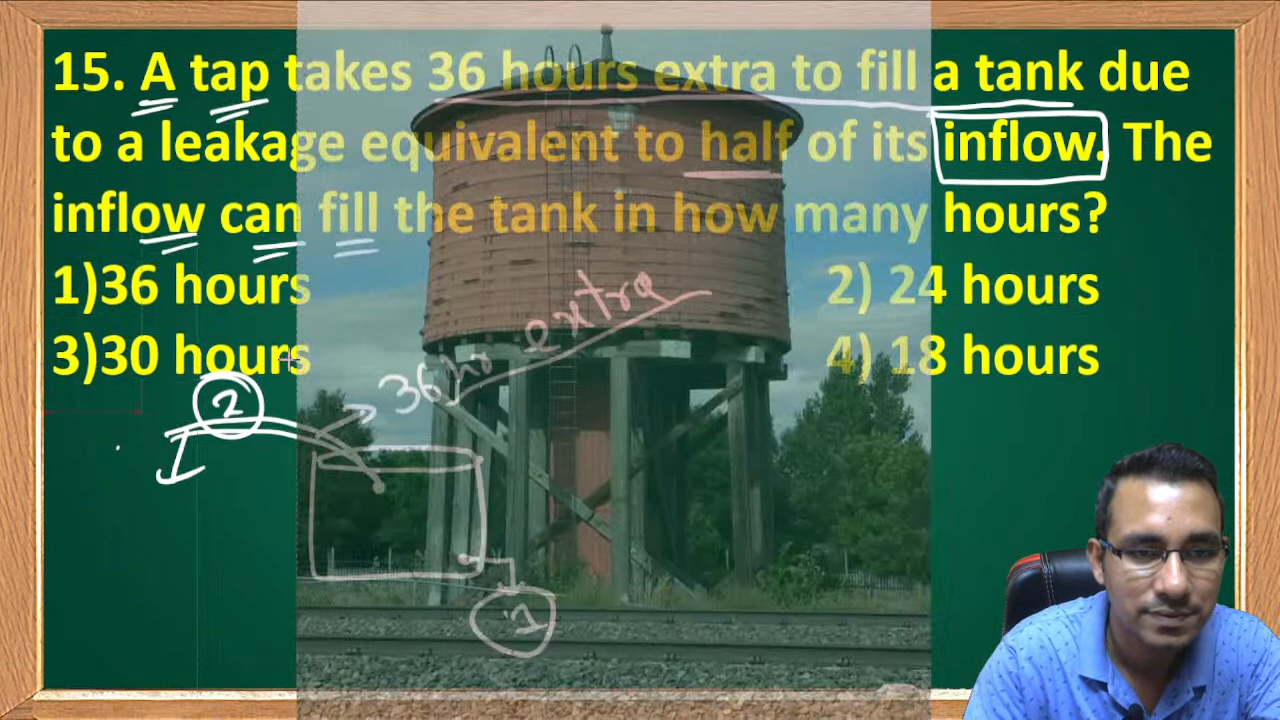 15. A tap takes 36 hours extra to fill a tank due
to a leakage equivalent to half of its inflow. The
inflow can fill the tank in how many hours?
1)36 hours 2) 24 hours
3)30 hours 4) 18 hours
36 hr extra
2
1